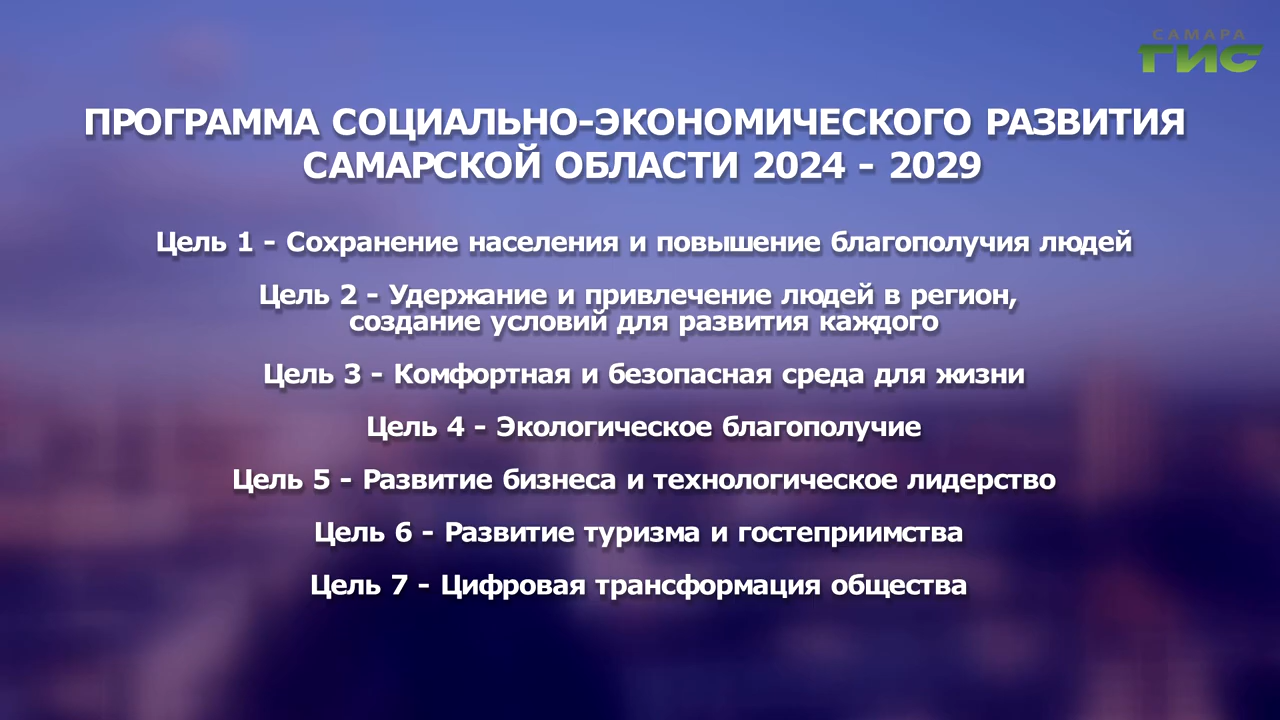 САМАРА
ГИС
ПРОГРАММА СОЦИАЛЬНО-ЭКОНОМИЧЕСКОГО РАЗВИТИЯ
САМАРСКОЙ ОБЛАСТИ 2024 - 2029
Цель 1 - Сохранение населения и повышение благополучия людей
Цель 2 - Удержание и привлечение людей в регион,
создание условий для развития каждого
Цель 3 - Комфортная и безопасная среда для жизни
Цель 4 - Экологическое благополучие
Цель 5 - Развитие бизнеса и технологическое лидерство
Цель 6 - Развитие туризма и гостеприимства
Цель 7 - Цифровая трансформация общества